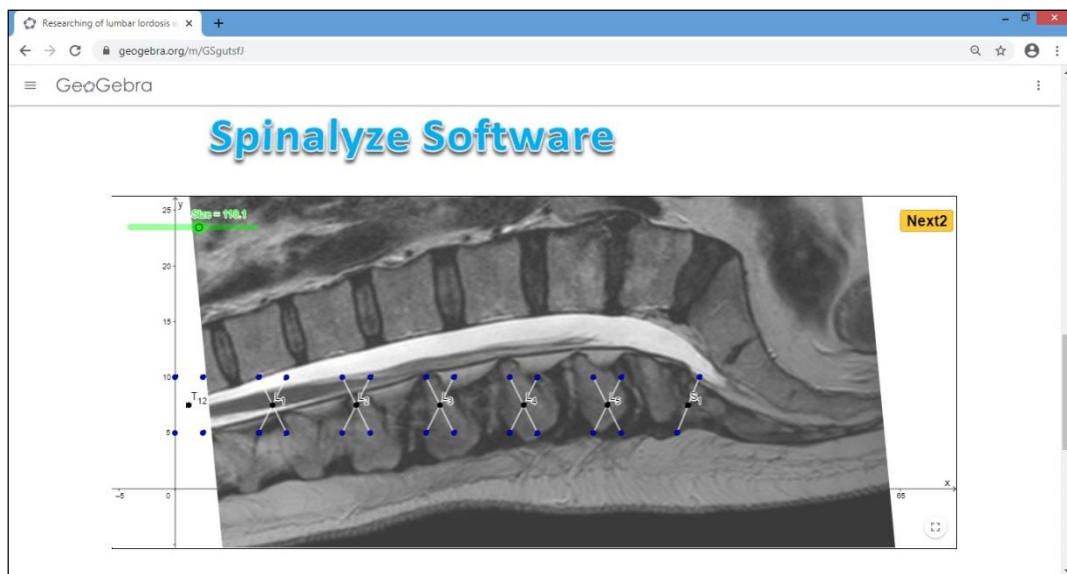 Researching of lumbar lordosis
geogebra.org/m/GSgutsfJ
GeoGebra
Spinalyze Software
y
25
Size = 118.1
Next2
20
15
10
T12
L1
L2
L3
L4
L5
S1
5
x
-5
0
65